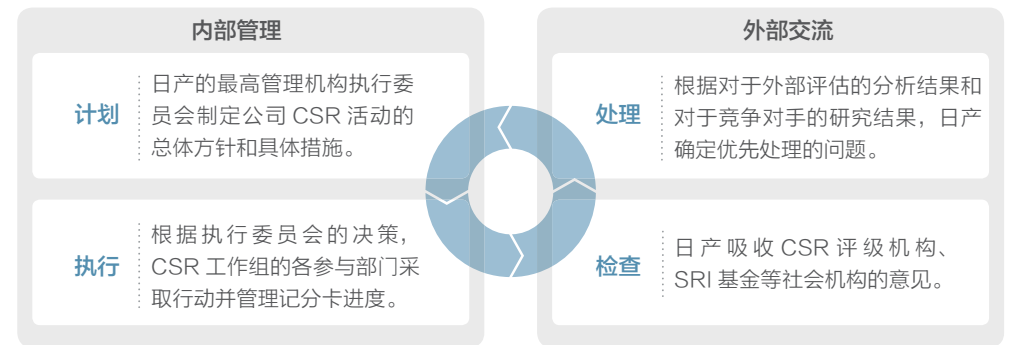 内部管理
计划
日产的最高管理机构执行委
员会制定公司 CSR 活动的
总体方针和具体措施。
执行
根据执行委员会的决策，
CSR 工作组的各参与部门采
取行动并管理记分卡进度。
外部交流
处理
根据对于外部评估的分析结果和
对于竞争对手的研究结果，日产
确定优先处理的问题。
检查
日产吸收 CSR 评级机构、
SRI 基金等社会机构的意见。